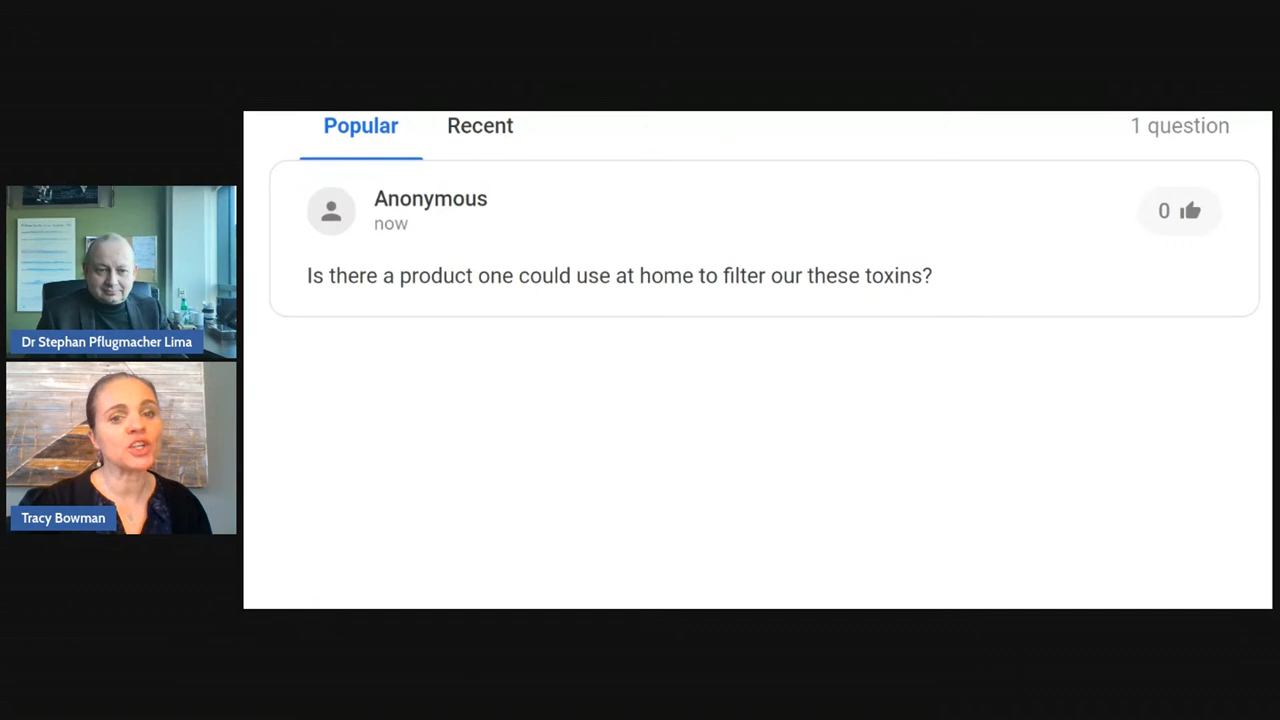 Popular
Recent
1 question
Anonymous
now
0
Is there a product one could use at home to filter our these toxins?
Dr Stephan Pflugmacher Lima
Tracy Bowman